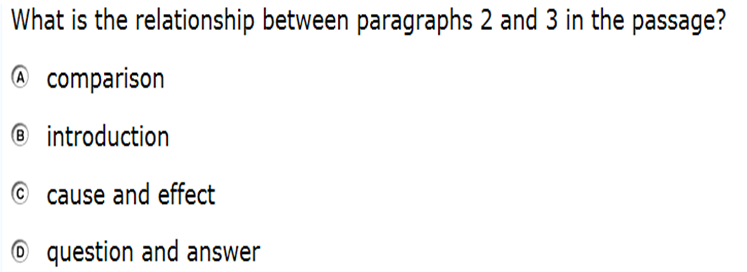 What is the relationship between paragraphs 2 and 3 in the passage?
A comparison
B introduction
C cause and effect
D question and answer